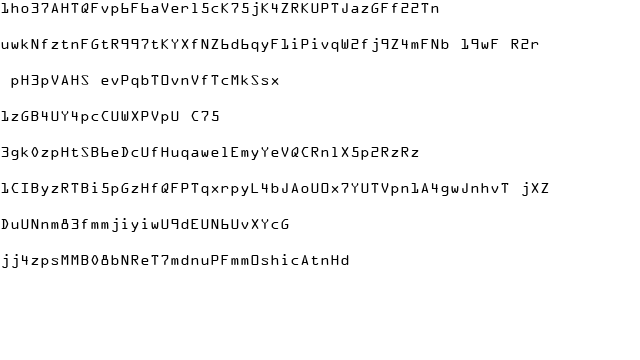 1ho37AHTQFvp6F6aVer15cK75jK4ZRKUPTJazGFf22Tn
uwkNfztnFGtR997tKYXfNZ6d6qyF1iPivqW2fj9Z4mFNb 19wF R2r
pH3pVAHS evPqbTOvnVfTcMkSsx
1zGB4UY4pcCUWXPVpU C75
3gk0zpHtSB6eDcUfHuqawe1EmyYeVQCRn1X5p2RzRz
1CIByzRTBi5pGzHfQFPTqxrpyL4bJAoUOx7YUTVpn1A4gwJnhvT jXZ
DuUNnm83fmmjiyiwU9dEUN6UvXYcG
jj4zpsMMB08bNReT7mdnuPFmmOshicAtnHd